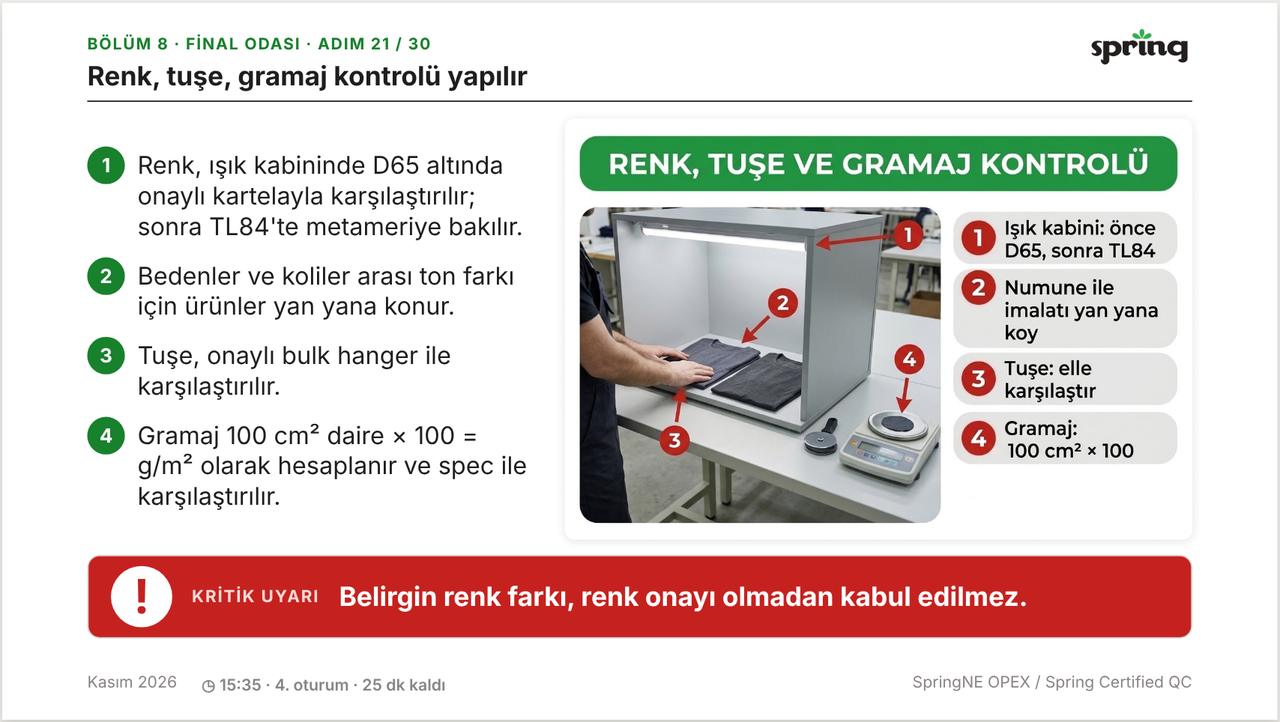 BÖLÜM 8 · FİNAL ODASI · ADIM 21 / 30
Renk, tuşe, gramaj kontrolü yapılır
spring
1 Renk, ışık kabininde D65 altında
onaylı kartelayla karşılaştırılır;
sonra TL84'te metameriye bakılır.
2 Bedenler ve koliler arası ton farkı
için ürünler yan yana konur.
3 Tuşe, onaylı bulk hanger ile
karşılaştırılır.
4 Gramaj 100 cm² daire × 100 =
g/m² olarak hesaplanır ve spec ile
karşılaştırılır.
RENK, TUŞE VE GRAMAJ KONTROLÜ
1
2
3
4
1 Işık kabini: önce
D65, sonra TL84
2 Numune ile
imalatı yan yana
koy
3 Tuşe: elle
karşılaştır
4 Gramaj:
100 cm² × 100
! KRİTİK UYARI Belirgin renk farkı, renk onayı olmadan kabul edilmez.
Kasım 2026 15:35 · 4. oturum · 25 dk kaldı
SpringNE OPEX / Spring Certified QC